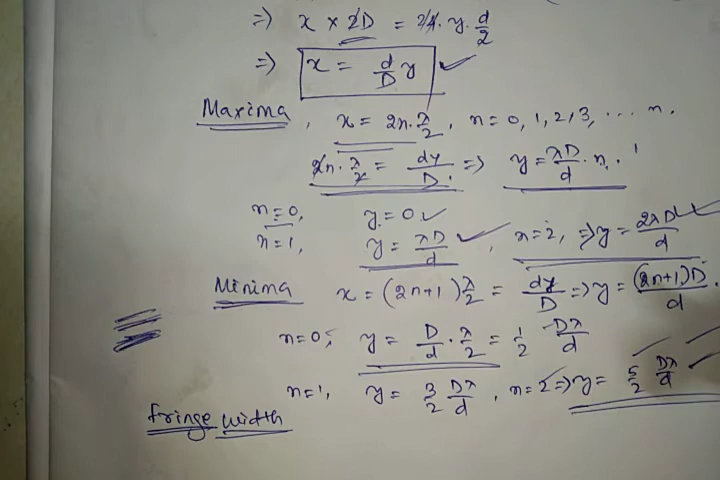 ⇒ x × 2D = 24. y. d/2
⇒ x = d/D y
Maxima, x = 2n. λ/2, n = 0, 1, 2, 3, ... n.
2n. λ/2 = dy/D. ⇒ y = λD/d . n.
n = 0, y = 0
n = 1, y = λD/d, n = 2, ⇒ y = 2λD/d
Minima x = (2n+1) λ/2 = dy/D ⇒ y = (2n+1)D/d.
n = 0, y = D/d . λ/2 = 1/2 Dλ/d
n = 1, y = 3/2 Dλ/d, n = 2 ⇒ y = 5/2 Dλ/d
fringe width